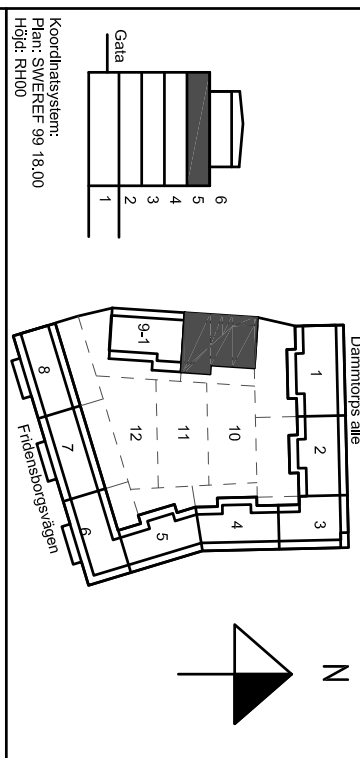 Gata
6
5
4
3
2
1
Koordinatsystem:
Plan: SWEREF 99 18.00
Höjd: RH00
Dammtorps alle
1
2
3
4
5
6
7
8
9-1
10
11
12
Fridensborgsvägen
N